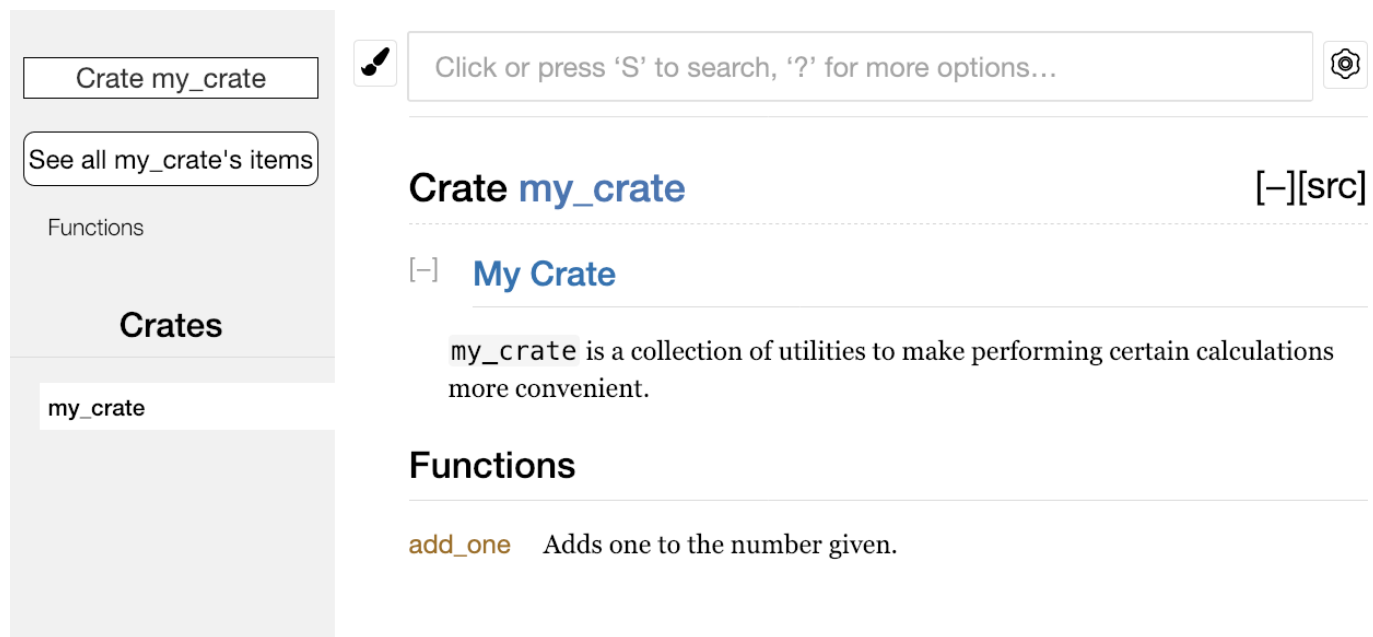 Crate my_crate
See all my_crate's items
Functions
Crates
my_crate
Click or press ‘S’ to search, ‘?’ for more options…
Crate my_crate [−][src]
[−] My Crate
my_crate is a collection of utilities to make performing certain calculations
more convenient.
Functions
add_one Adds one to the number given.